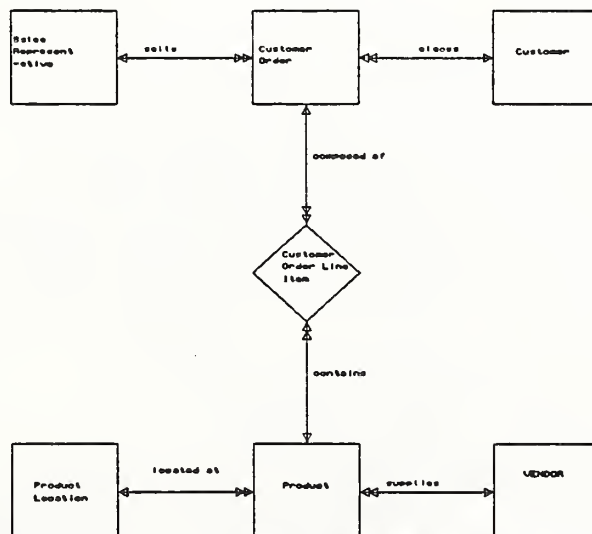 Sales
Represent
-ative
sells
Customer
Order
places
Customer
composed of
Customer
Order Line
Item
contains
Product
Location
located at
Product
supplies
VENDOR